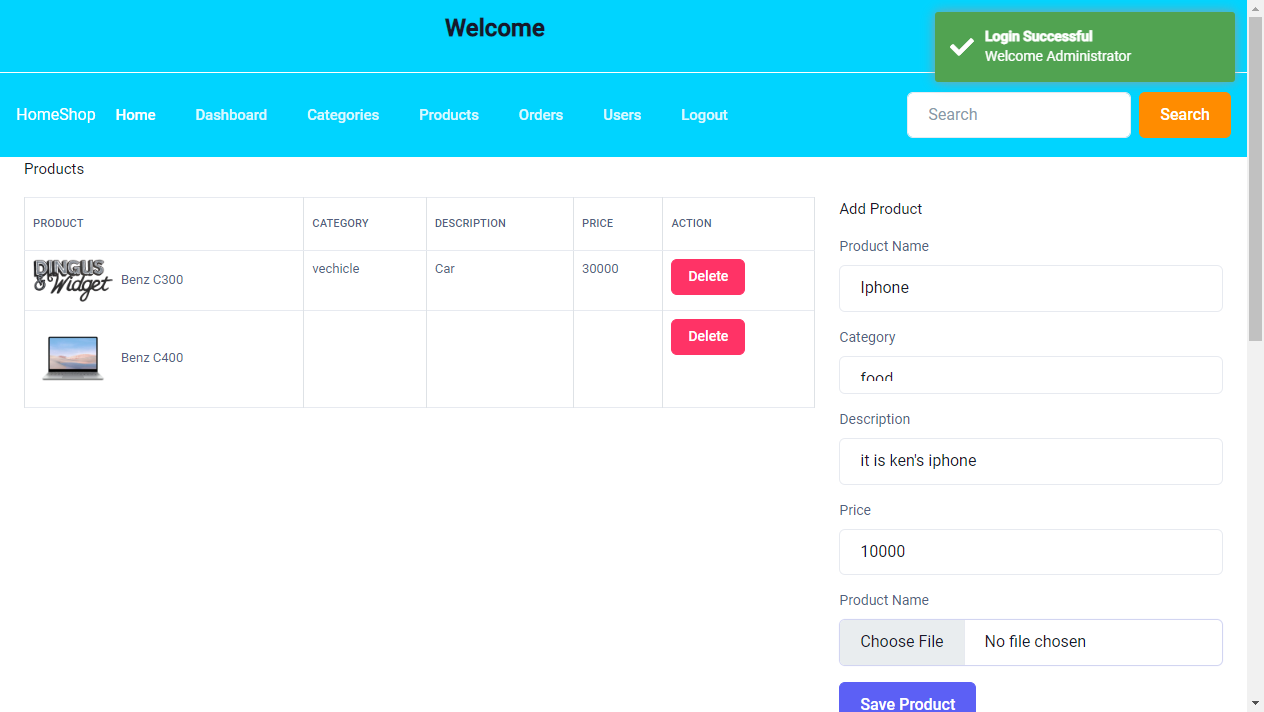 Welcome
Login Successful
Welcome Administrator
HomeShop Home Dashboard Categories Products Orders Users Logout Search Search
Products
PRODUCT CATEGORY DESCRIPTION PRICE ACTION
DINGUS
& Widget
Benz C300 vechicle Car 30000 Delete
Benz C400 Delete
Add Product
Product Name
Iphone
Category
food
Description
it is ken's iphone
Price
10000
Product Name
Choose File No file chosen
Save Product